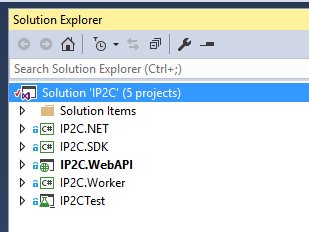 Solution Explorer
Search Solution Explorer (Ctrl+;)
Solution 'IP2C' (5 projects)
Solution Items
C# IP2C.NET
C# IP2C.SDK
IP2C.WebAPI
C# IP2C.Worker
IP2CTest